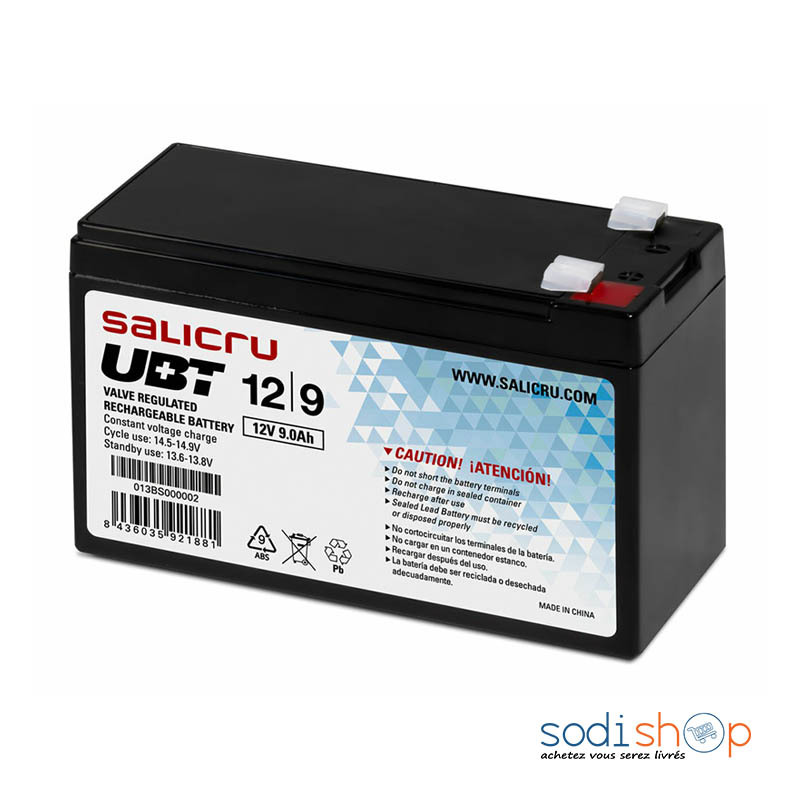 SALICRU
UBT 12|9
VALVE REGULATED
RECHARGEABLE BATTERY
12V 9.0Ah
Constant voltage charge
Cycle use: 14.5-14.9V
Standby use: 13.6-13.8V
013BS000002
8 436035 921881
9
ABS
Pb
WWW.SALICRU.COM
CAUTION! ¡ATENCIÓN!
Do not short the battery terminals
Do not charge in sealed container
Recharge after use
Sealed Lead Battery must be recycled
or disposed properly
No cortocircuitar los terminales de la batería.
No cargar en un contenedor estanco.
Recargar después del uso.
La batería debe ser reciclada o desechada
adecuadamente.
MADE IN CHINA
sodishop
achetez vous serez livrés